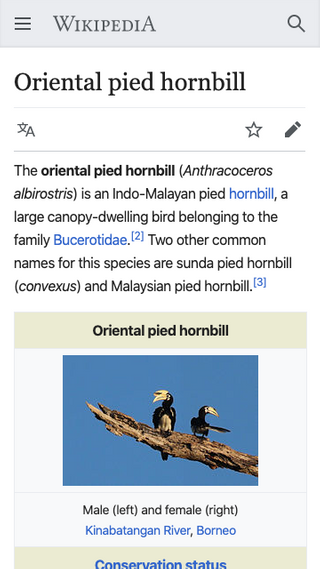 WIKIPEDIA
Oriental pied hornbill
The oriental pied hornbill (Anthracoceros
albirostris) is an Indo-Malayan pied hornbill, a
large canopy-dwelling bird belonging to the
family Bucerotidae.[2] Two other common
names for this species are sunda pied hornbill
(convexus) and Malaysian pied hornbill.[3]
Oriental pied hornbill
Male (left) and female (right)
Kinabatangan River, Borneo
Conservation status